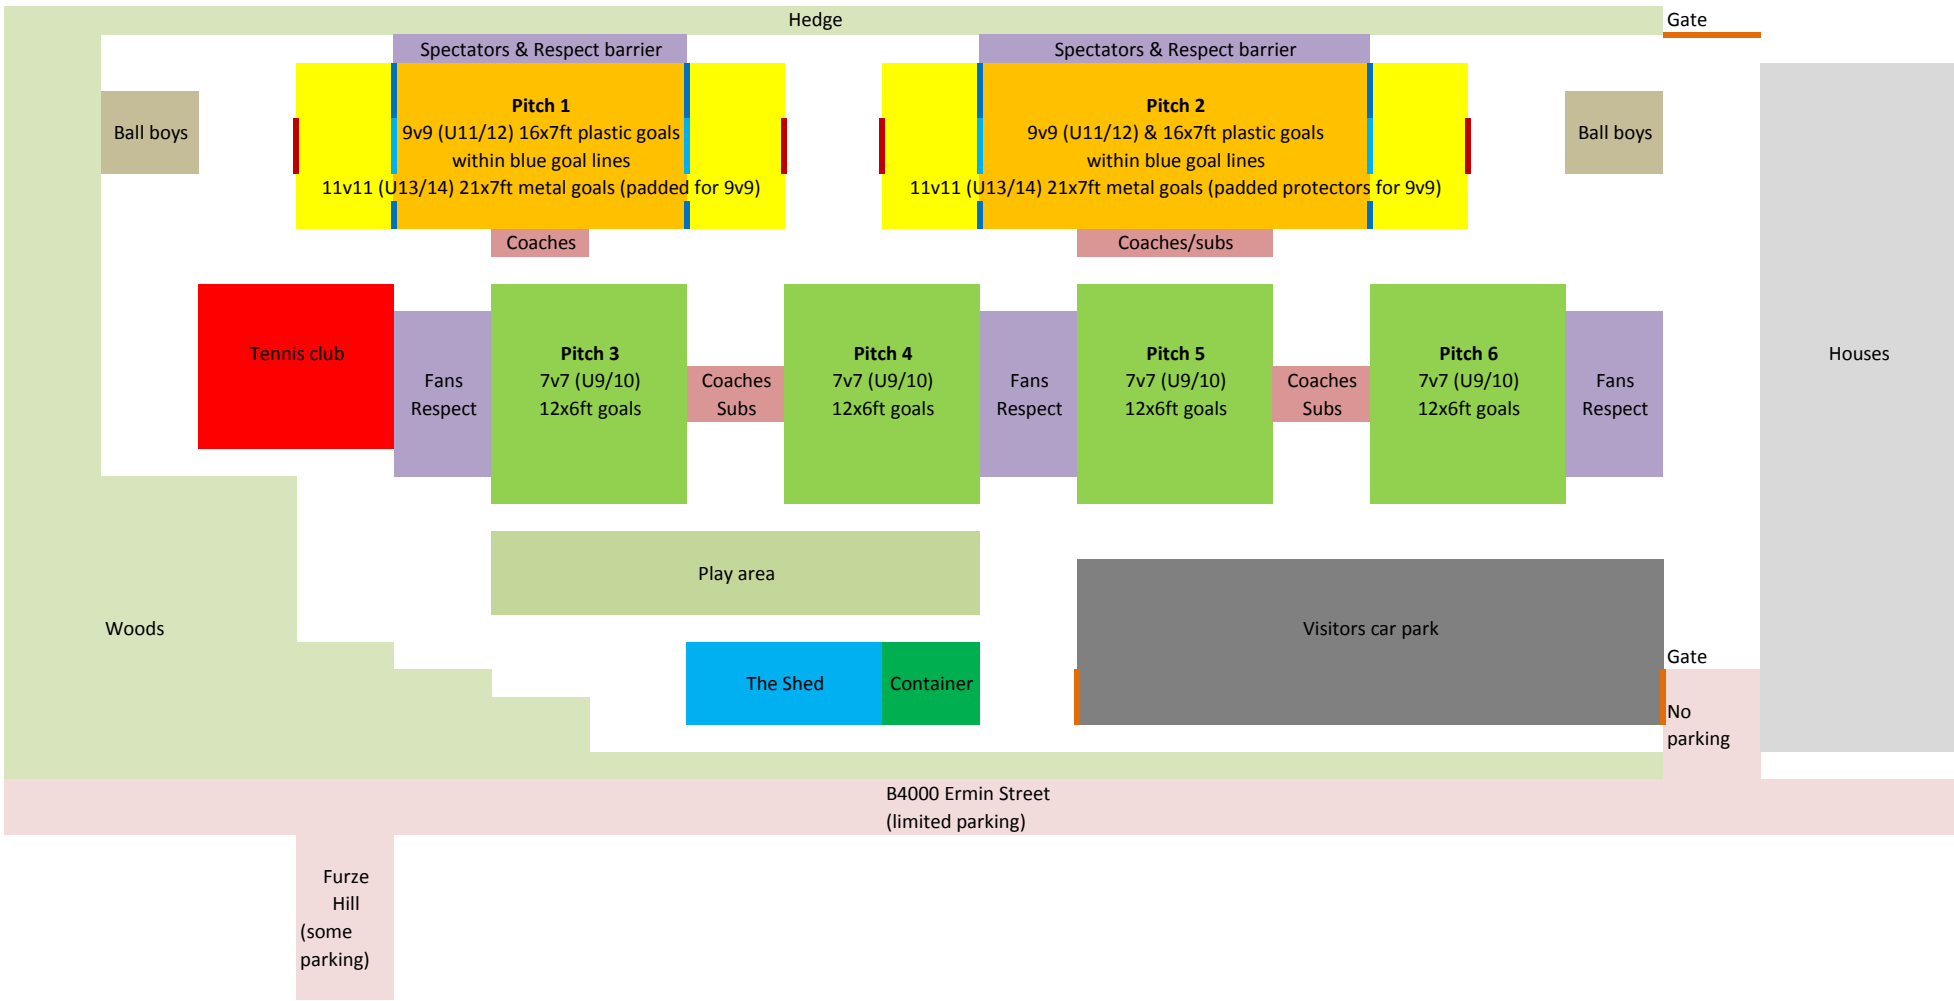 Hedge
Gate
Spectators & Respect barrier
Spectators & Respect barrier
Ball boys
Pitch 1
9v9 (U11/12) 16x7ft plastic goals
within blue goal lines
11v11 (U13/14) 21x7ft metal goals (padded for 9v9)
Pitch 2
9v9 (U11/12) & 16x7ft plastic goals
within blue goal lines
11v11 (U13/14) 21x7ft metal goals (padded protectors for 9v9)
Ball boys
Coaches
Coaches/subs
Tennis club
Fans
Respect
Pitch 3
7v7 (U9/10)
12x6ft goals
Coaches
Subs
Pitch 4
7v7 (U9/10)
12x6ft goals
Fans
Respect
Pitch 5
7v7 (U9/10)
12x6ft goals
Coaches
Subs
Pitch 6
7v7 (U9/10)
12x6ft goals
Fans
Respect
Houses
Play area
Woods
Visitors car park
The Shed
Container
Gate
No
parking
B4000 Ermin Street
(limited parking)
Furze
Hill
(some
parking)